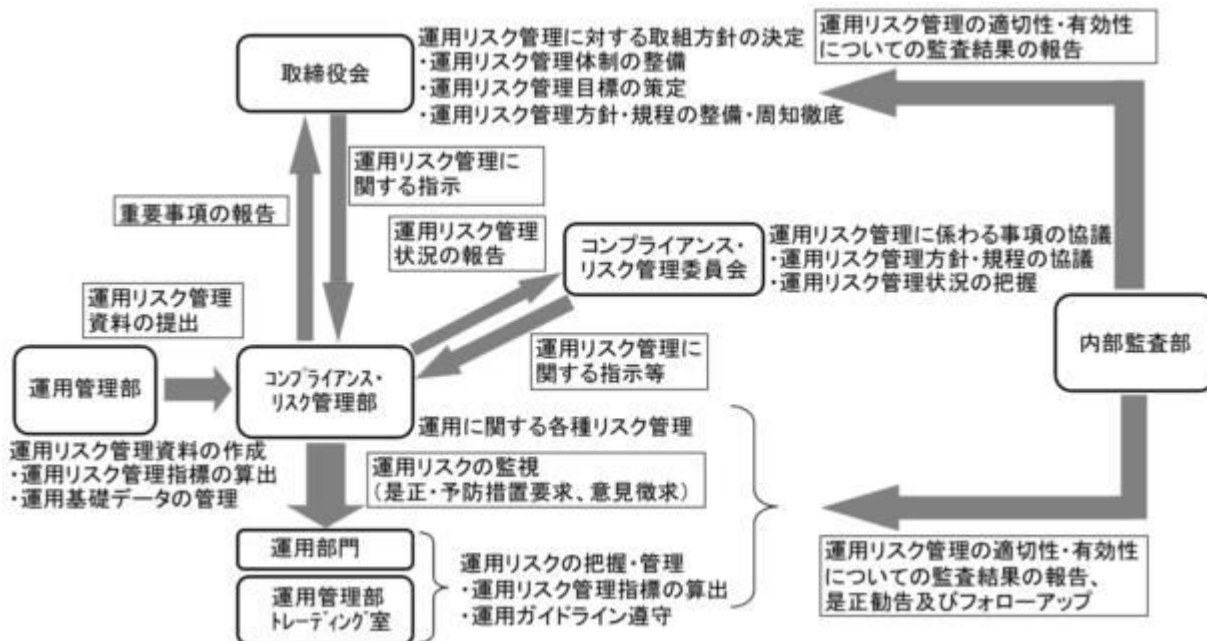 取締役会
運用リスク管理に対する取組方針の決定
・運用リスク管理体制の整備
・運用リスク管理目標の策定
・運用リスク管理方針・規程の整備・周知徹底
運用リスク管理の適切性・有効性
についての監査結果の報告
運用リスク管理に
関する指示
重要事項の報告
運用リスク管理
状況の報告
コンプライアンス・
リスク管理委員会
運用リスク管理に係わる事項の協議
・運用リスク管理方針・規程の協議
・運用リスク管理状況の把握
運用リスク管理
資料の提出
運用リスク管理に
関する指示等
内部監査部
運用管理部
コンプライアンス・
リスク管理部
運用に関する各種リスク管理
運用リスク管理資料の作成
・運用リスク管理指標の算出
・運用基礎データの管理
運用リスクの監視
（是正・予防措置要求、意見徴求）
運用部門
運用管理部
トレーディング室
運用リスクの把握・管理
・運用リスク管理指標の算出
・運用ガイドライン遵守
運用リスク管理の適切性・有効性
についての監査結果の報告、
是正勧告及びフォローアップ